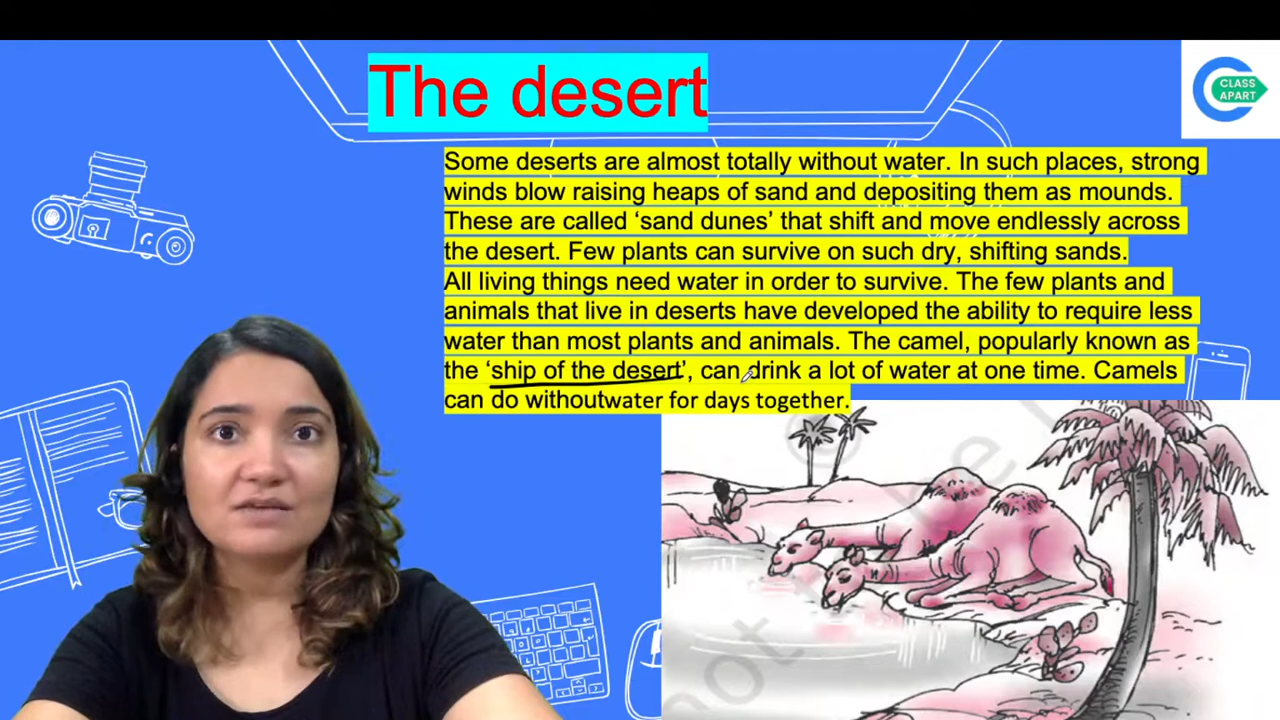 The desert
CLASS
APART
Some deserts are almost totally without water. In such places, strong
winds blow raising heaps of sand and depositing them as mounds.
These are called ‘sand dunes’ that shift and move endlessly across
the desert. Few plants can survive on such dry, shifting sands.
All living things need water in order to survive. The few plants and
animals that live in deserts have developed the ability to require less
water than most plants and animals. The camel, popularly known as
the ‘ship of the desert’, can drink a lot of water at one time. Camels
can do withoutwater for days together.
not